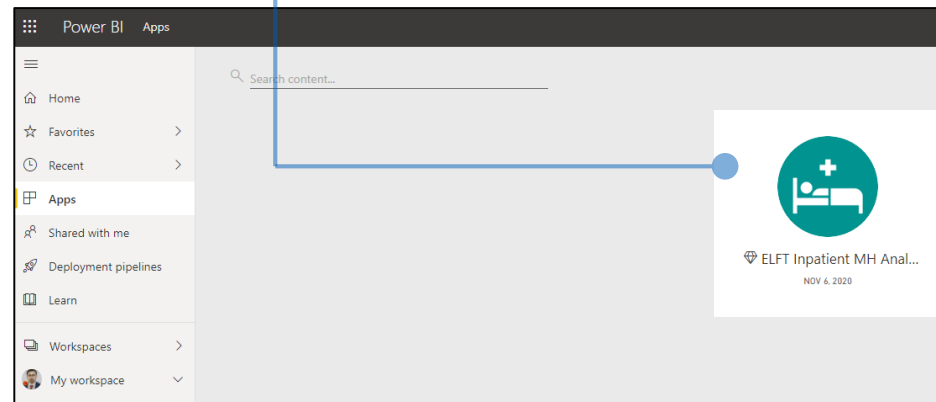 Power BI Apps
Search content...
Home
Favorites
Recent
Apps
Shared with me
Deployment pipelines
Learn
Workspaces
My workspace
ELFT Inpatient MH Anal...
NOV 6, 2020